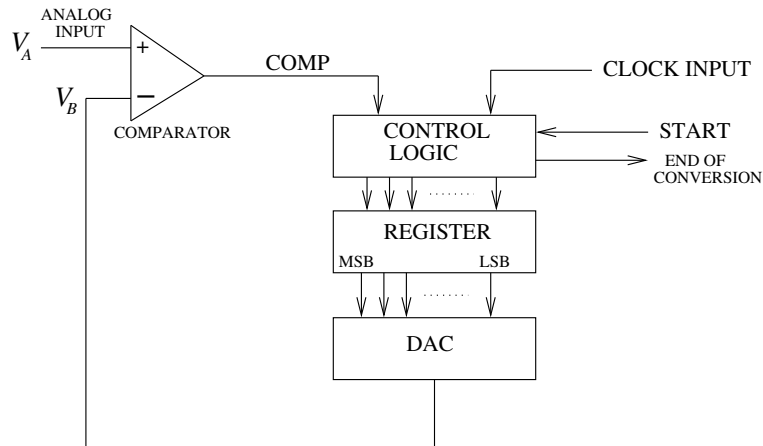 ANALOG
INPUT
V_A
+
COMP
CLOCK INPUT
V_B
−
COMPARATOR
CONTROL
LOGIC
START
END OF
CONVERSION
REGISTER
MSB
LSB
DAC